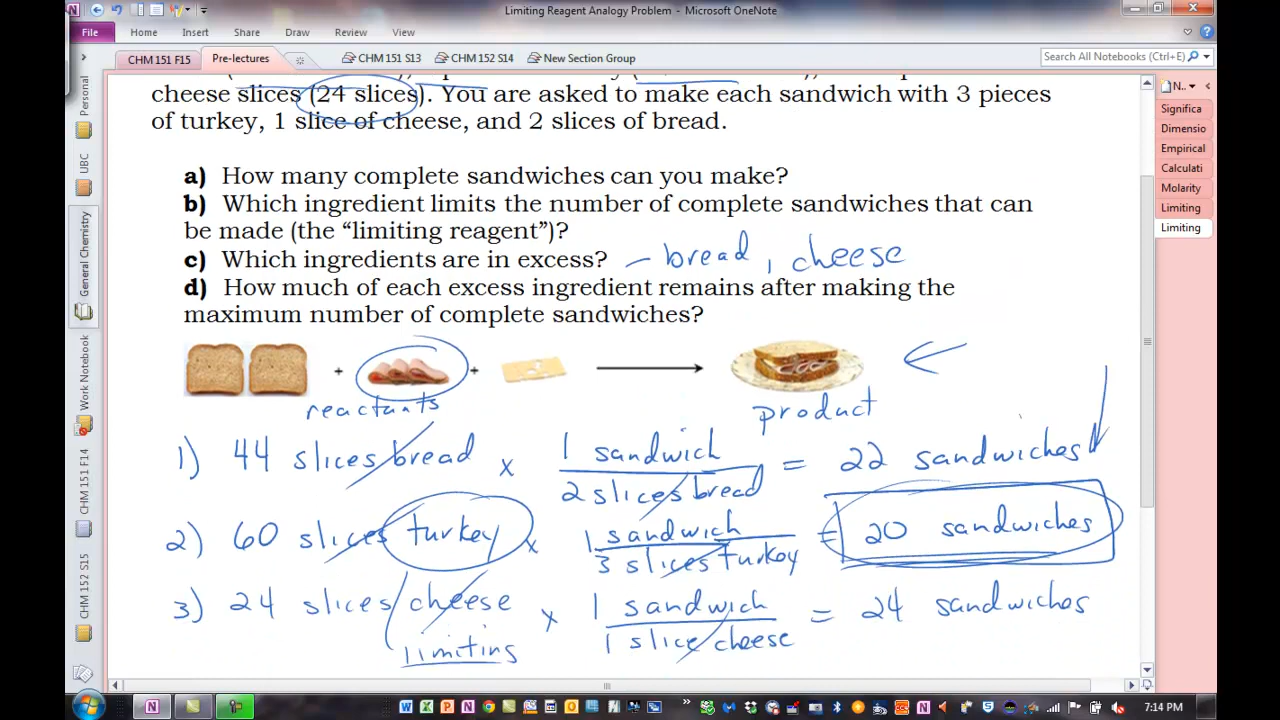 Limiting Reagent Analogy Problem - Microsoft OneNote
File Home Insert Share Draw Review View
CHM 151 F15 Pre-lectures CHM 151 S13 CHM 152 S14 New Section Group
Search All Notebooks (Ctrl+E)
cheese slices (24 slices). You are asked to make each sandwich with 3 pieces
of turkey, 1 slice of cheese, and 2 slices of bread.
a) How many complete sandwiches can you make?
b) Which ingredient limits the number of complete sandwiches that can
be made (the “limiting reagent”)?
c) Which ingredients are in excess? – bread, cheese
d) How much of each excess ingredient remains after making the
maximum number of complete sandwiches?
+ +
reactants product
1) 44 slices bread x 1 sandwich = 22 sandwiches
2 slices bread
2) 60 slices turkey x 1 sandwich = 20 sandwiches
3 slices turkey
3) 24 slices cheese x 1 sandwich = 24 sandwiches
1 slice cheese
limiting
Personal
UBC
General Chemistry
Work Notebook
CHM 151 F14
CHM 152 S15
N..
Significa
Dimensio
Empirical
Calculati
Molarity
Limiting
Limiting
7:14 PM